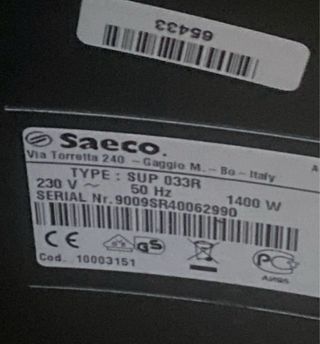 65433
Saeco.
Via Torretta 240 - Gaggio M. - Bo - Italy
A
TYPE : SUP 033R
230 V ~ 50 Hz 1400 W
SERIAL Nr. 9009SR40062990
CE GS PC
Cod. 10003151